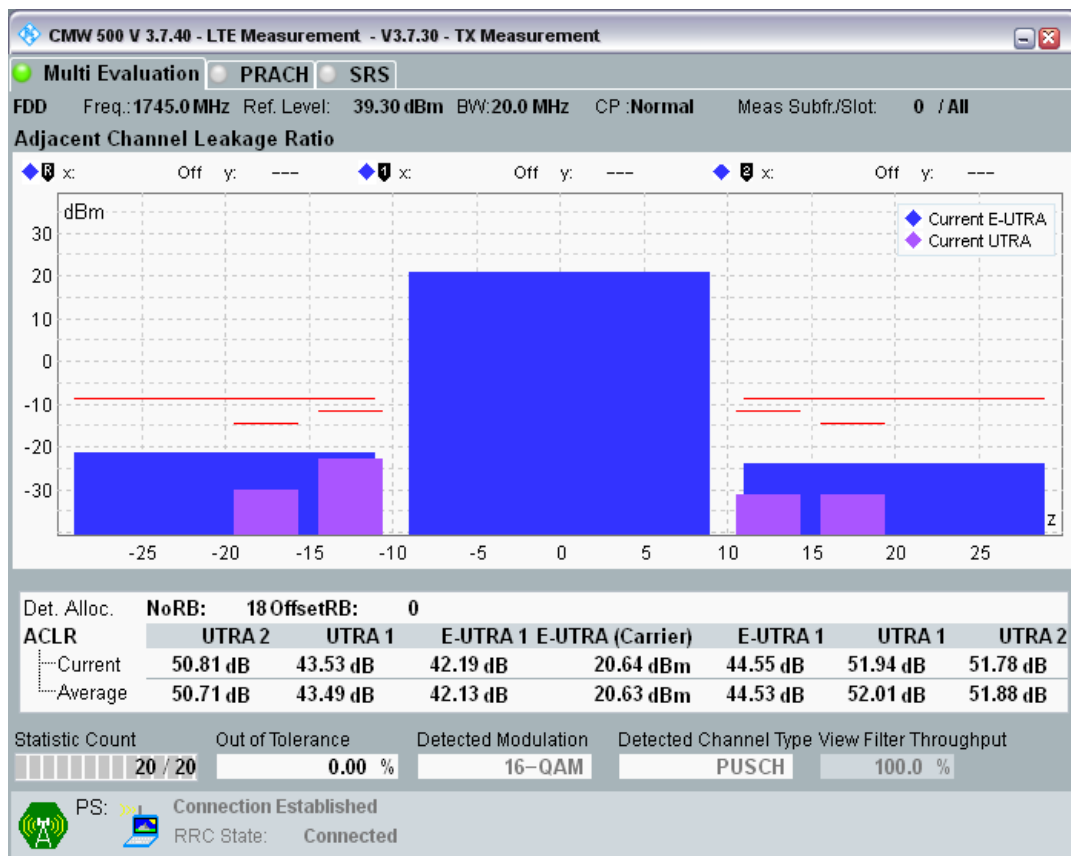 CMW 500 V 3.7.40 - LTE Measurement - V3.7.30 - TX Measurement
Multi Evaluation PRACH SRS
FDD Freq.:1745.0 MHz Ref. Level: 39.30 dBm BW:20.0 MHz CP :Normal Meas Subfr./Slot: 0 / All
Adjacent Channel Leakage Ratio
R x: Off y: --- 1 x: Off y: --- 2 x: Off y: ---
dBm
Current E-UTRA
Current UTRA
30
20
10
0
-10
-20
-30
z
-25 -20 -15 -10 -5 0 5 10 15 20 25
Det. Alloc. NoRB: 18 OffsetRB: 0
ACLR UTRA 2 UTRA 1 E-UTRA 1 E-UTRA (Carrier) E-UTRA 1 UTRA 1 UTRA 2
Current 50.81 dB 43.53 dB 42.19 dB 20.64 dBm 44.55 dB 51.94 dB 51.78 dB
Average 50.71 dB 43.49 dB 42.13 dB 20.63 dBm 44.53 dB 52.01 dB 51.88 dB
Statistic Count Out of Tolerance Detected Modulation Detected Channel Type View Filter Throughput
20 / 20 0.00 % 16-QAM PUSCH 100.0 %
PS: Connection Established
RRC State: Connected